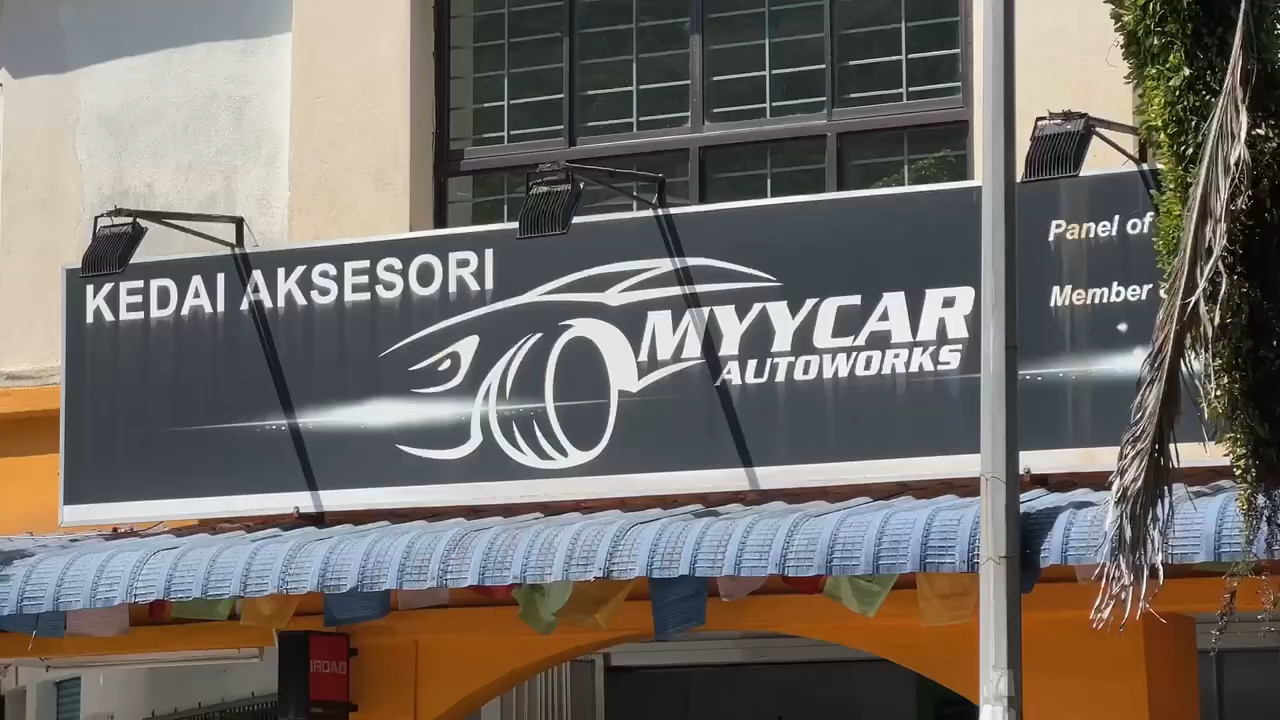 KEDAI AKSESORI
MYYCAR
AUTOWORKS
Panel of
Member